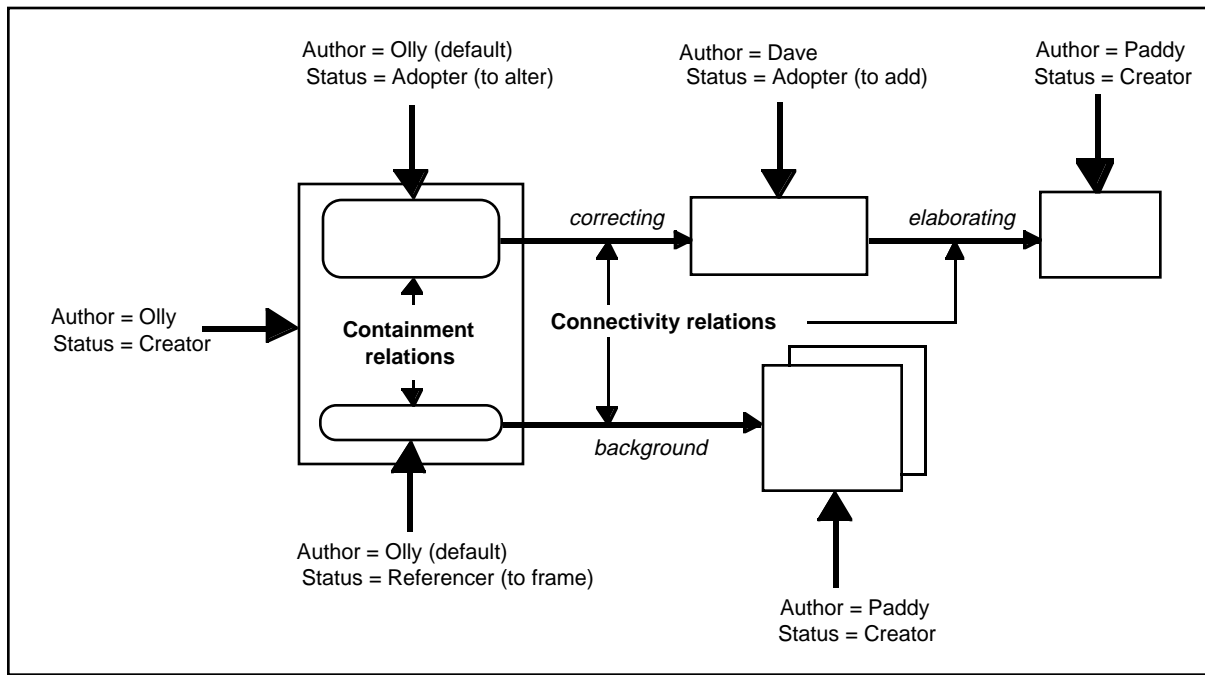 Author = Olly (default)
Status = Adopter (to alter)
Author = Dave
Status = Adopter (to add)
Author = Paddy
Status = Creator
correcting
elaborating
Author = Olly
Status = Creator
Containment
relations
Connectivity relations
background
Author = Olly (default)
Status = Referencer (to frame)
Author = Paddy
Status = Creator